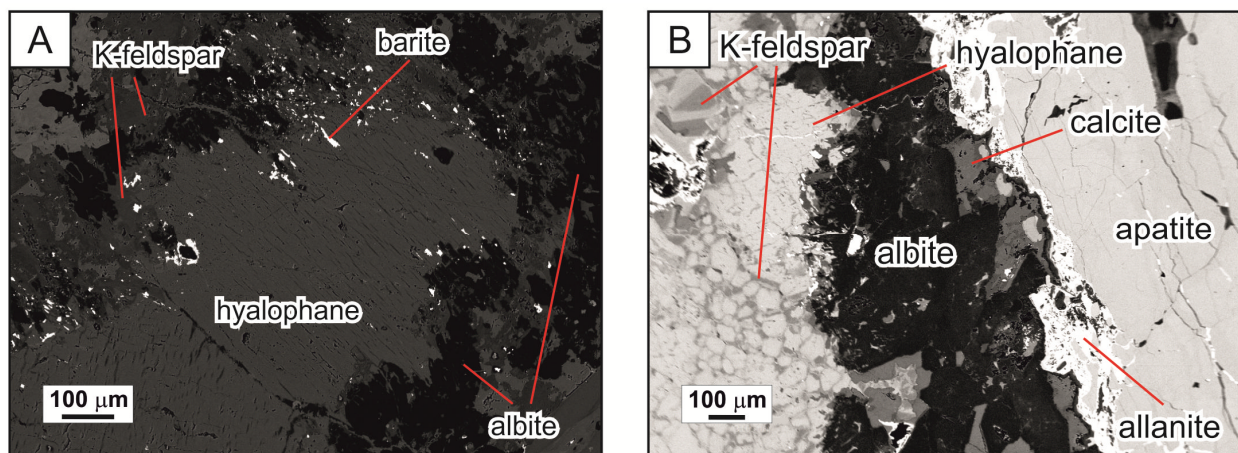 A
K-feldspar
barite
hyalophane
100 μm
albite
B
K-feldspar
hyalophane
calcite
albite
apatite
100 μm
allanite